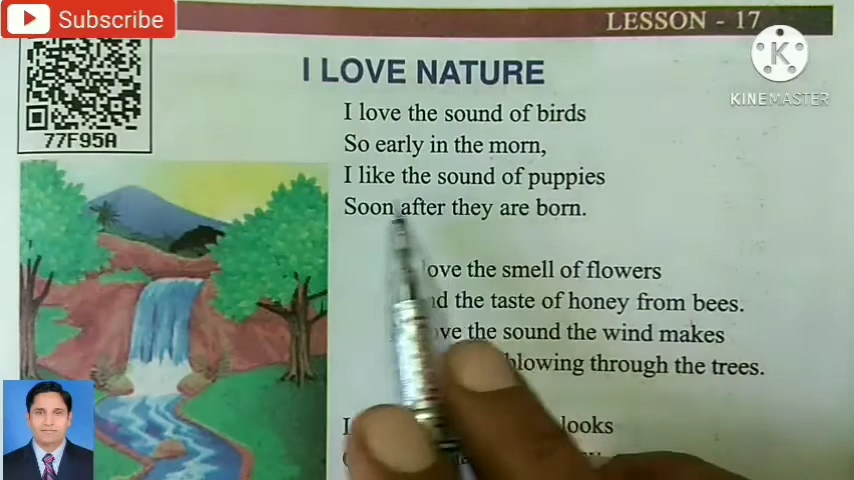 Subscribe
LESSON - 17
KINEMASTER
77F95A
I LOVE NATURE
I love the sound of birds
So early in the morn,
I like the sound of puppies
Soon after they are born.
love the smell of flowers
the taste of honey from bees.
the sound the wind makes
blowing through the trees.
I
looks